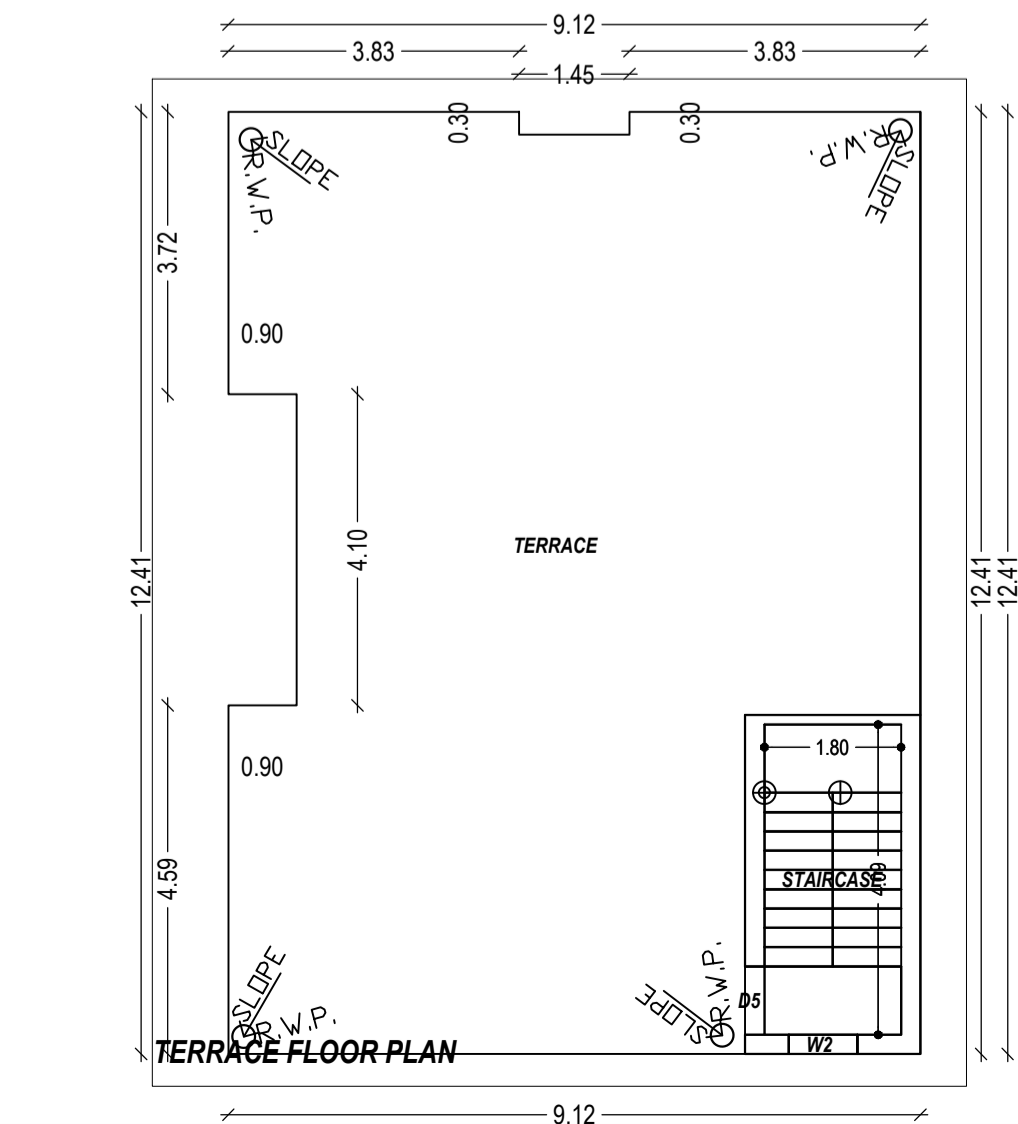 9.12
3.83
3.83
1.45
0.30
0.30
SLOPE
R.W.P.
R.W.P.
SLOPE
3.72
0.90
4.10
TERRACE
12.41
12.41
12.41
1.80
0.90
4.59
STAIRCASE
4.09
SLOPE
R.W.P.
SLOPE
R.W.P.
D5
W2
TERRACE FLOOR PLAN
9.12